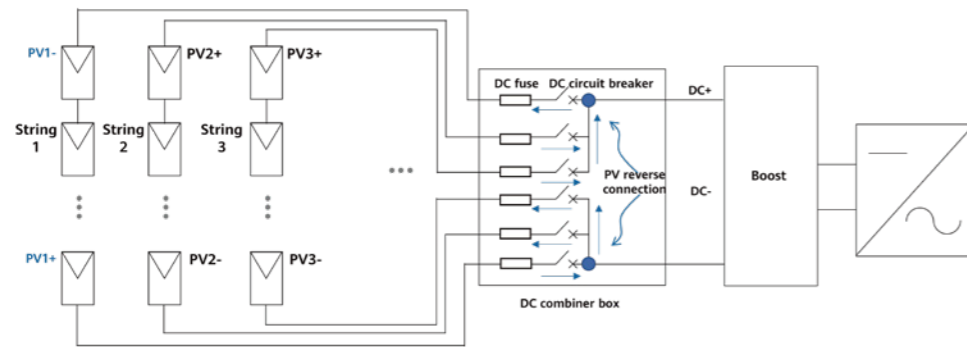 PV1-
PV2+
PV3+
String
1
String
2
String
3
PV1+
PV2-
PV3-
DC fuse
DC circuit breaker
PV reverse
connection
DC combiner box
DC+
DC-
Boost